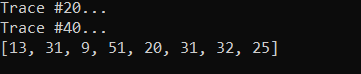 Trace #20...
Trace #40...
[13, 31, 9, 51, 20, 31, 32, 25]